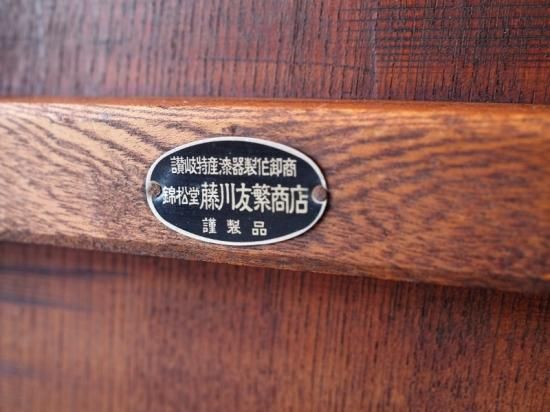 讃岐特産漆器製作卸商
錦松堂 藤川友繁商店
謹製品